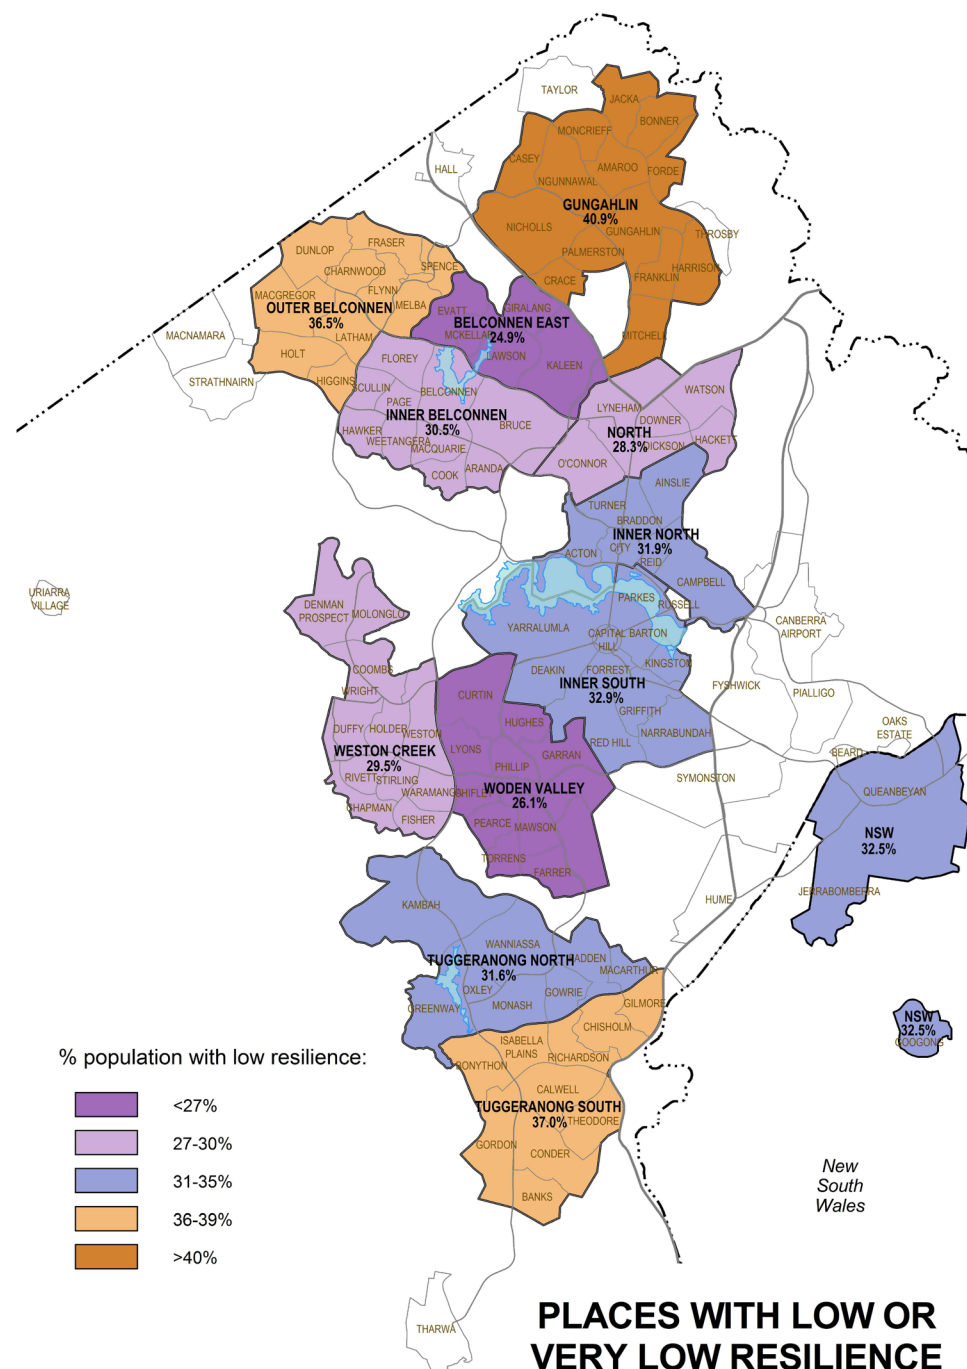 TAYLOR
JACKA
BONNER
MONCRIEFF
CASEY
AMAROO
FORDE
HALL
NGUNNAWAL
GUNGAHLIN
40.9%
NICHOLLS
GUNGAHLIN
THROSBY
PALMERSTON
HARRISON
CRACE
FRANKLIN
MITCHELL
FRASER
DUNLOP
CHARNWOOD
SPENCE
FLYNN
MACGREGOR
MELBA
OUTER BELCONNEN
36.5%
EVATT
GIRALANG
BELCONNEN EAST
24.9%
MACNAMARA
LATHAM
MCKELLAR
LAWSON
HOLT
FLOREY
KALEEN
STRATHNAIRN
HIGGINS
SCULLIN
BELCONNEN
PAGE
WATSON
INNER BELCONNEN
30.5%
LYNEHAM
DOWNER
BRUCE
NORTH
28.3%
HAWKER
WEETANGERA
MACQUARIE
DICKSON
HACKETT
COOK
ARANDA
O'CONNOR
AINSLIE
TURNER
BRADDON
INNER NORTH
31.9%
CITY
ACTON
REID
CAMPBELL
URIARRA
VILLAGE
DENMAN
PROSPECT
MOLONGLO
PARKES
RUSSELL
YARRALUMLA
CAPITAL
HILL
BARTON
CANBERRA
AIRPORT
COOMBS
DEAKIN
FORREST
KINGSTON
WRIGHT
CURTIN
INNER SOUTH
32.9%
FYSHWICK
PIALLIGO
GRIFFITH
HUGHES
DUFFY
HOLDER
WESTON
RED HILL
NARRABUNDAH
OAKS
ESTATE
WESTON CREEK
29.5%
LYONS
GARRAN
BEARD
PHILLIP
SYMONSTON
RIVETT
STIRLING
WARAMANGA
CHIFLEY
WODEN VALLEY
26.1%
QUEANBEYAN
CHAPMAN
FISHER
PEARCE
MAWSON
NSW
32.5%
TORRENS
FARRER
JERRABOMBERRA
HUME
KAMBAH
WANNIASSA
TUGGERANONG NORTH
31.6%
FADDEN
MACARTHUR
OXLEY
GOWRIE
GREENWAY
MONASH
GILMORE
NSW
32.5%
GOOGONG
CHISHOLM
ISABELLA
PLAINS
BONYTHON
RICHARDSON
CALWELL
TUGGERANONG SOUTH
37.0%
THEODORE
GORDON
CONDER
BANKS
THARWA
% population with low resilience:
<27%
27-30%
31-35%
36-39%
>40%
New
South
Wales
PLACES WITH LOW OR
VERY LOW RESILIENCE